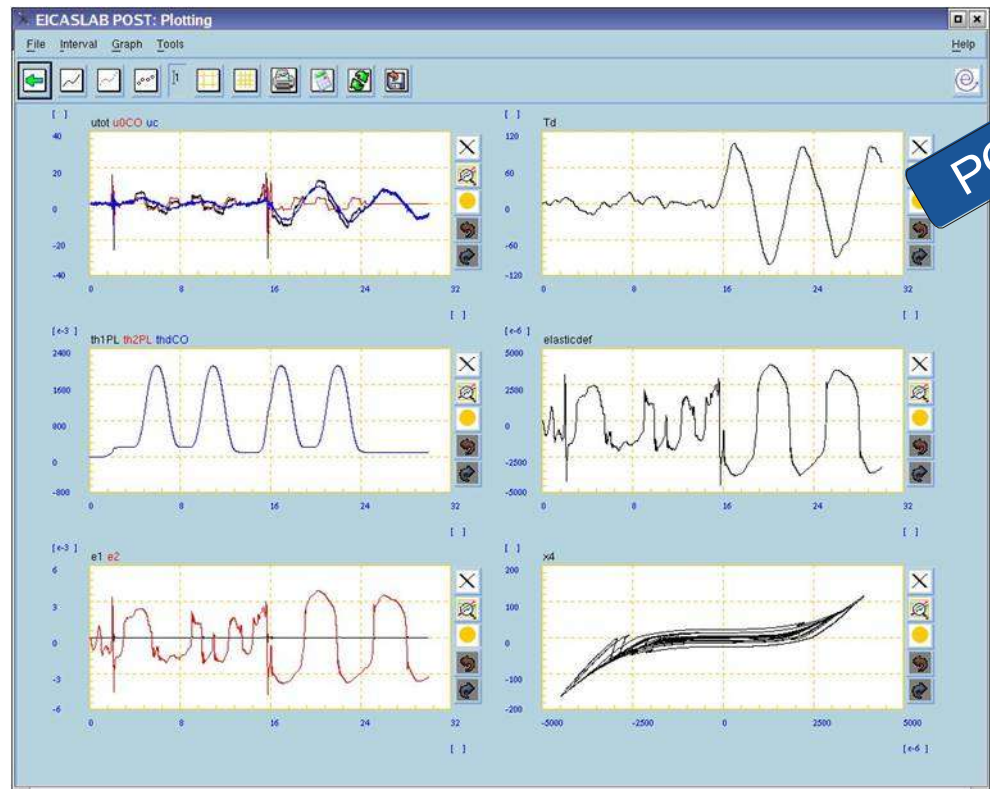 EICASLAB POST: Plotting
File Interval Graph Tools Help
[ ]
utot u0CO uc
40
20
0
-20
-40
0 8 16 24 32
[ ]
[ ]
Td
120
60
0
-60
-120
0 8 16 24 32
[ ]
[e-3 ]
th1PL th2PL thdCO
2400
1600
800
0
-800
0 8 16 24 32
[ ]
[e-6 ]
elasticdef
5000
2500
0
-2500
-5000
0 8 16 24 32
[ ]
[e-3 ]
e1 e2
6
3
0
-3
-6
0 8 16 24 32
[ ]
[ ]
x4
200
100
0
-100
-200
-5000 -2500 0 2500 5000
[e-6 ]